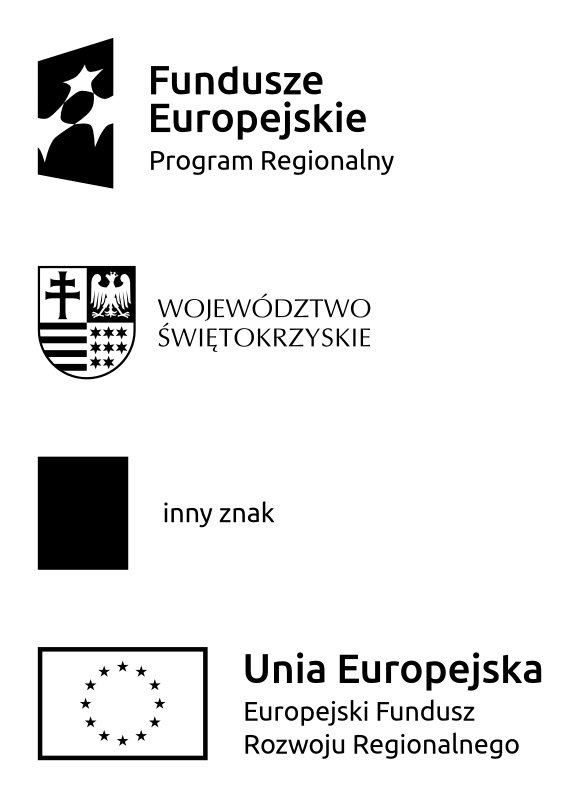 Fundusze
Europejskie
Program Regionalny
WOJEWÓDZTWO
ŚWIĘTOKRZYSKIE
inny znak
Unia Europejska
Europejski Fundusz
Rozwoju Regionalnego